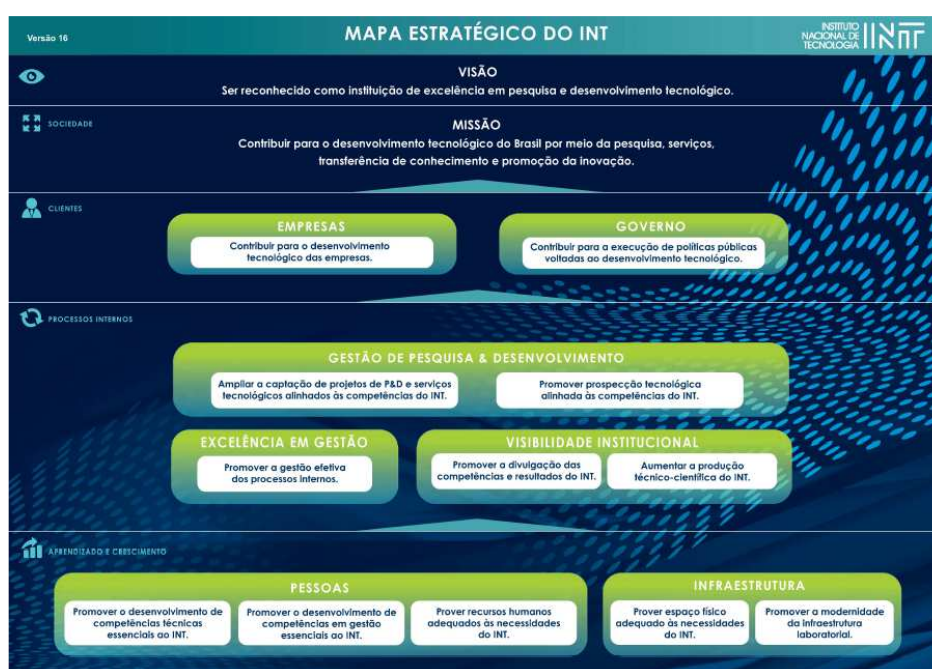 Versão 16
MAPA ESTRATÉGICO DO INT
INSTITUTO
NACIONAL DE
TECNOLOGIA
INT
VISÃO
Ser reconhecido como instituição de excelência em pesquisa e desenvolvimento tecnológico.
SOCIEDADE
MISSÃO
Contribuir para o desenvolvimento tecnológico do Brasil por meio da pesquisa, serviços,
transferência de conhecimento e promoção da inovação.
CLIENTES
EMPRESAS
Contribuir para o desenvolvimento
tecnológico das empresas.
GOVERNO
Contribuir para a execução de políticas públicas
voltadas ao desenvolvimento tecnológico.
PROCESSOS INTERNOS
GESTÃO DE PESQUISA & DESENVOLVIMENTO
Ampliar a captação de projetos de P&D e serviços
tecnológicos alinhados às competências do INT.
Promover prospecção tecnológica
alinhada às competências do INT.
EXCELÊNCIA EM GESTÃO
Promover a gestão efetiva
dos processos internos.
VISIBILIDADE INSTITUCIONAL
Promover a divulgação das
competências e resultados do INT.
Aumentar a produção
técnico-científica do INT.
APRENDIZADO E CRESCIMENTO
PESSOAS
Promover o desenvolvimento de
competências técnicas
essenciais ao INT.
Promover o desenvolvimento de
competências em gestão
essenciais ao INT.
Prover recursos humanos
adequados às necessidades
do INT.
INFRAESTRUTURA
Prover espaço físico
adequado às necessidades
do INT.
Promover a modernidade
da infraestrutura
laboratorial.